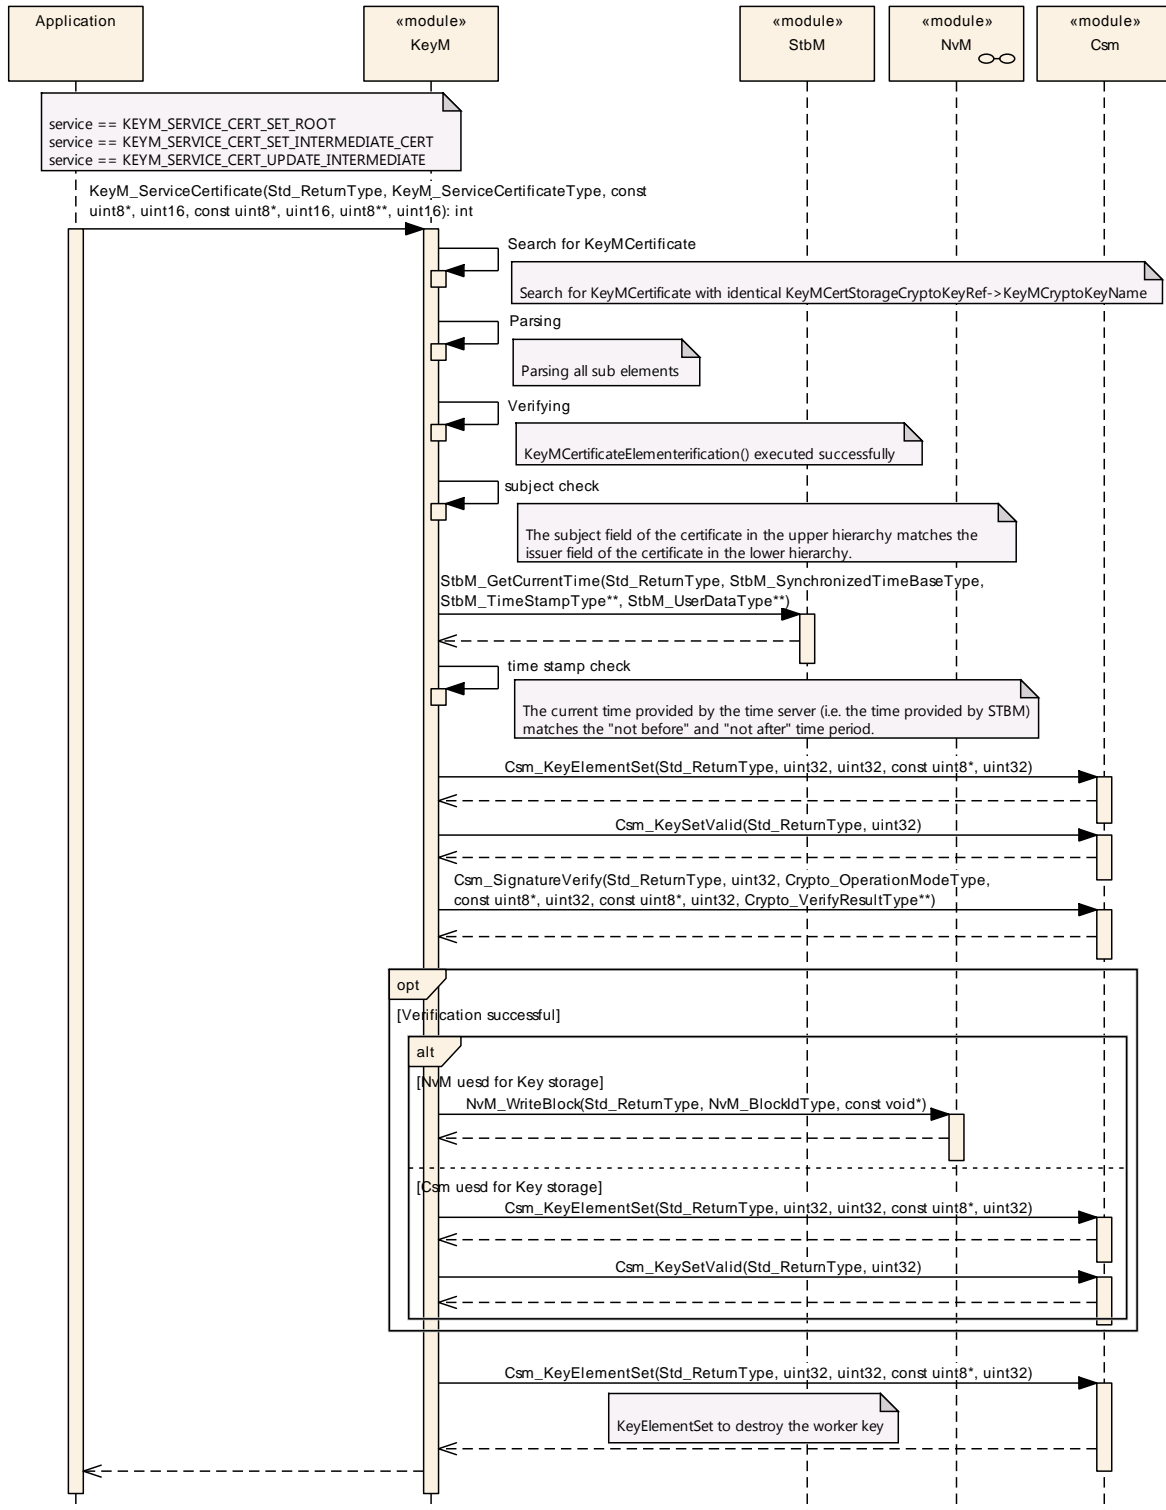 Application
«module»
KeyM
«module»
StbM
«module»
NvM
«module»
Csm
service == KEYM_SERVICE_CERT_SET_ROOT
service == KEYM_SERVICE_CERT_SET_INTERMEDIATE_CERT
service == KEYM_SERVICE_CERT_UPDATE_INTERMEDIATE
KeyM_ServiceCertificate(Std_ReturnType, KeyM_ServiceCertificateType, const
uint8*, uint16, const uint8*, uint16, uint8**, uint16): int
Search for KeyMCertificate
Search for KeyMCertificate with identical KeyMCertStorageCryptoKeyRef->KeyMCryptoKeyName
Parsing
Parsing all sub elements
Verifying
KeyMCertificateElementerification() executed successfully
subject check
The subject field of the certificate in the upper hierarchy matches the
issuer field of the certificate in the lower hierarchy.
StbM_GetCurrentTime(Std_ReturnType, StbM_SynchronizedTimeBaseType,
StbM_TimeStampType**, StbM_UserDataType**)
time stamp check
The current time provided by the time server (i.e. the time provided by STBM)
matches the "not before" and "not after" time period.
Csm_KeyElementSet(Std_ReturnType, uint32, uint32, const uint8*, uint32)
Csm_KeySetValid(Std_ReturnType, uint32)
Csm_SignatureVerify(Std_ReturnType, uint32, Crypto_OperationModeType,
const uint8*, uint32, const uint8*, uint32, Crypto_VerifyResultType**)
opt
[Verification successful]
alt
[NvM uesd for Key storage]
NvM_WriteBlock(Std_ReturnType, NvM_BlockIdType, const void*)
[Csm uesd for Key storage]
Csm_KeyElementSet(Std_ReturnType, uint32, uint32, const uint8*, uint32)
Csm_KeySetValid(Std_ReturnType, uint32)
Csm_KeyElementSet(Std_ReturnType, uint32, uint32, const uint8*, uint32)
KeyElementSet to destroy the worker key